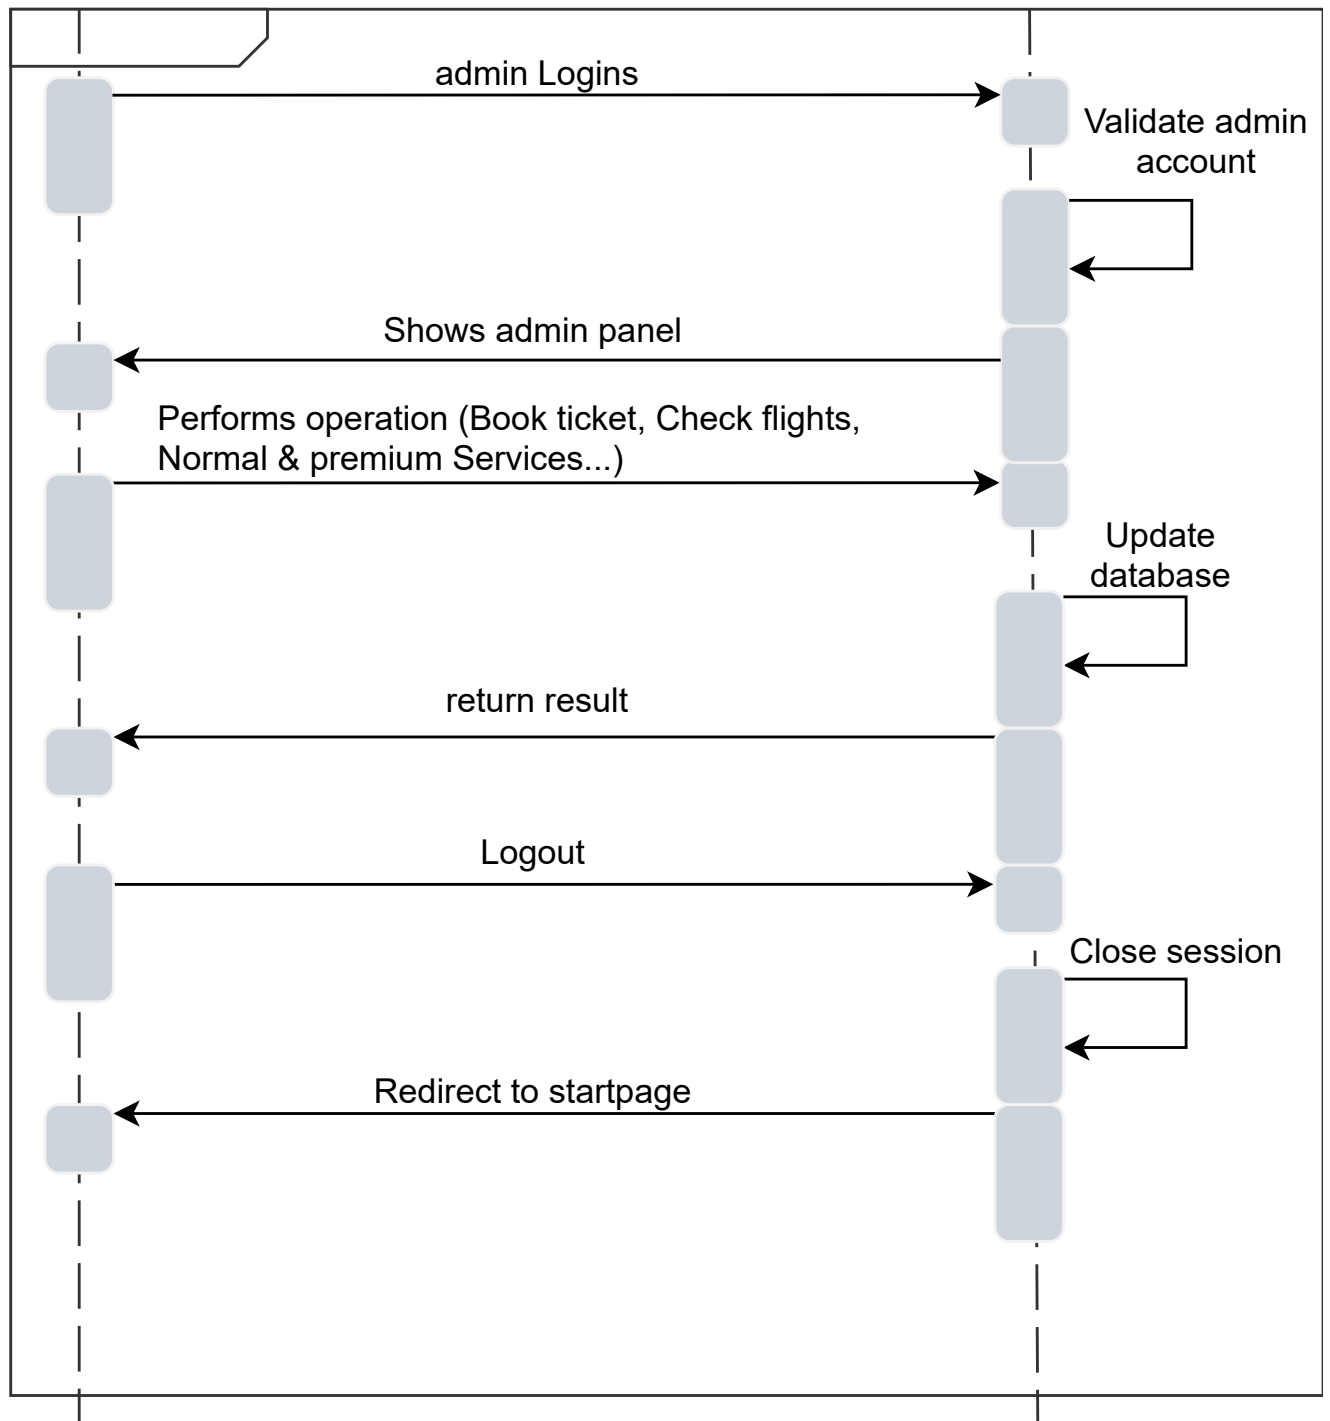 admin Logins
Validate admin
account
Shows admin panel
Performs operation (Book ticket, Check flights,
Normal & premium Services...)
Update
database
return result
Logout
Close session
Redirect to startpage